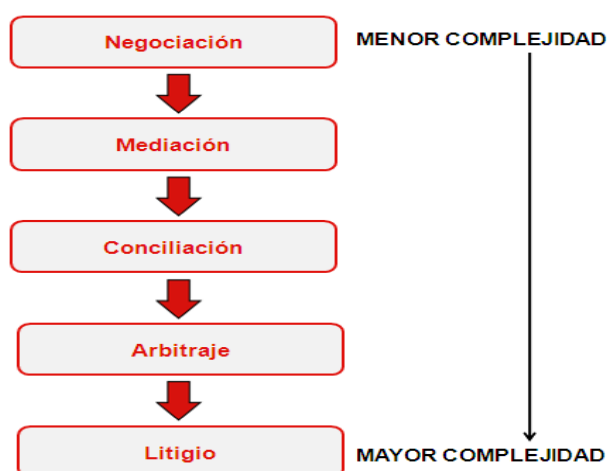 Negociación
MENOR COMPLEJIDAD
Mediación
Conciliación
Arbitraje
Litigio
MAYOR COMPLEJIDAD